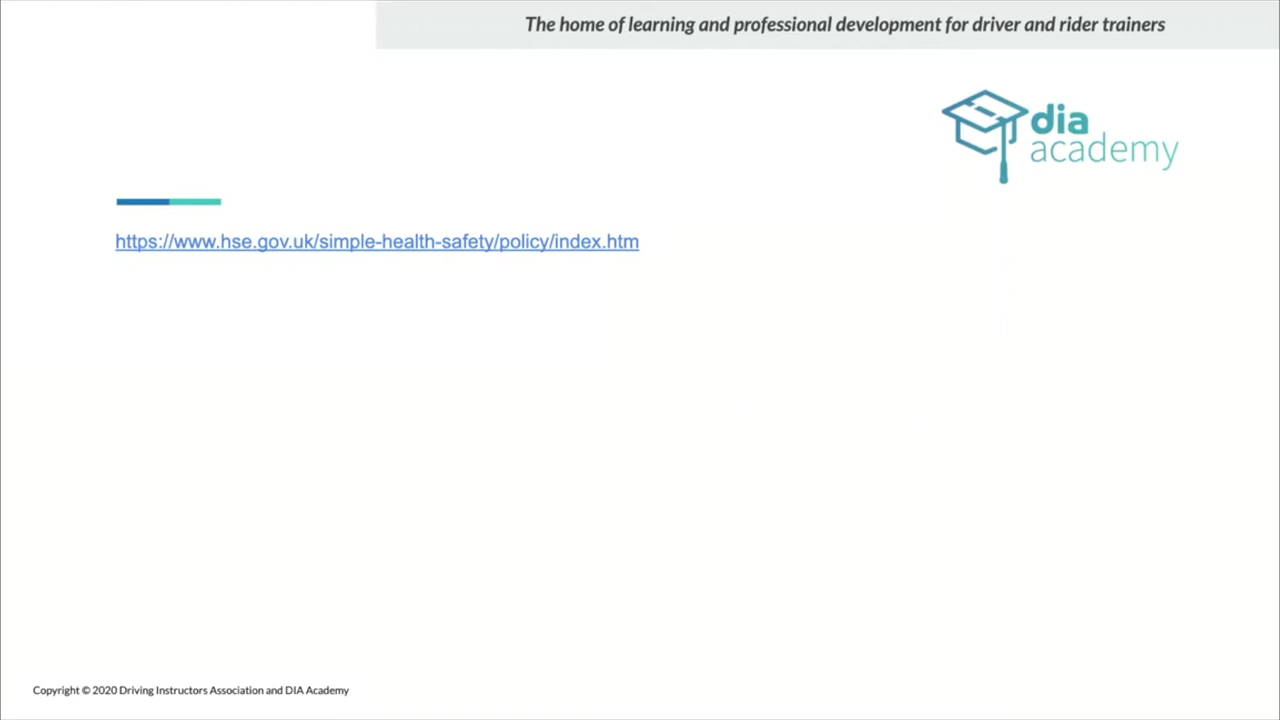 The home of learning and professional development for driver and rider trainers
dia
academy
https://www.hse.gov.uk/simple-health-safety/policy/index.htm
Copyright © 2020 Driving Instructors Association and DIA Academy